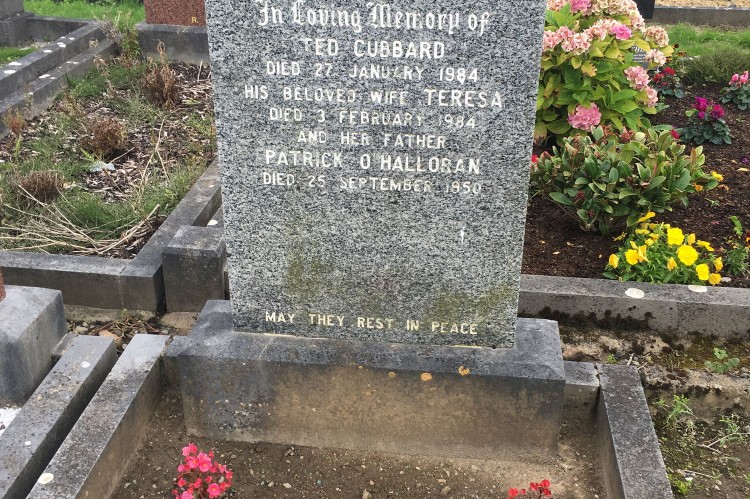 In Loving Memory of
TED CUBBARD
DIED 27 JANUARY 1984
HIS BELOVED WIFE TERESA
DIED 3 FEBRUARY 1984
AND HER FATHER
PATRICK O'HALLORAN
DIED 25 SEPTEMBER 1950
MAY THEY REST IN PEACE